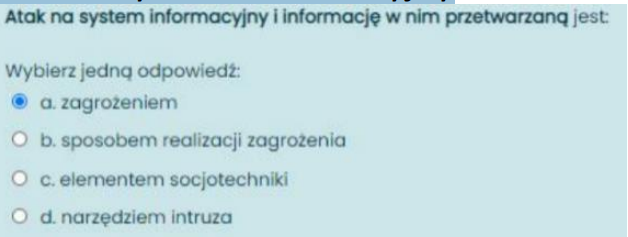 Atak na system informacyjny i informację w nim przetwarzaną jest:
Wybierz jedną odpowiedź:
a. zagrożeniem
b. sposobem realizacji zagrożenia
c. elementem socjotechniki
d. narzędziem intruza